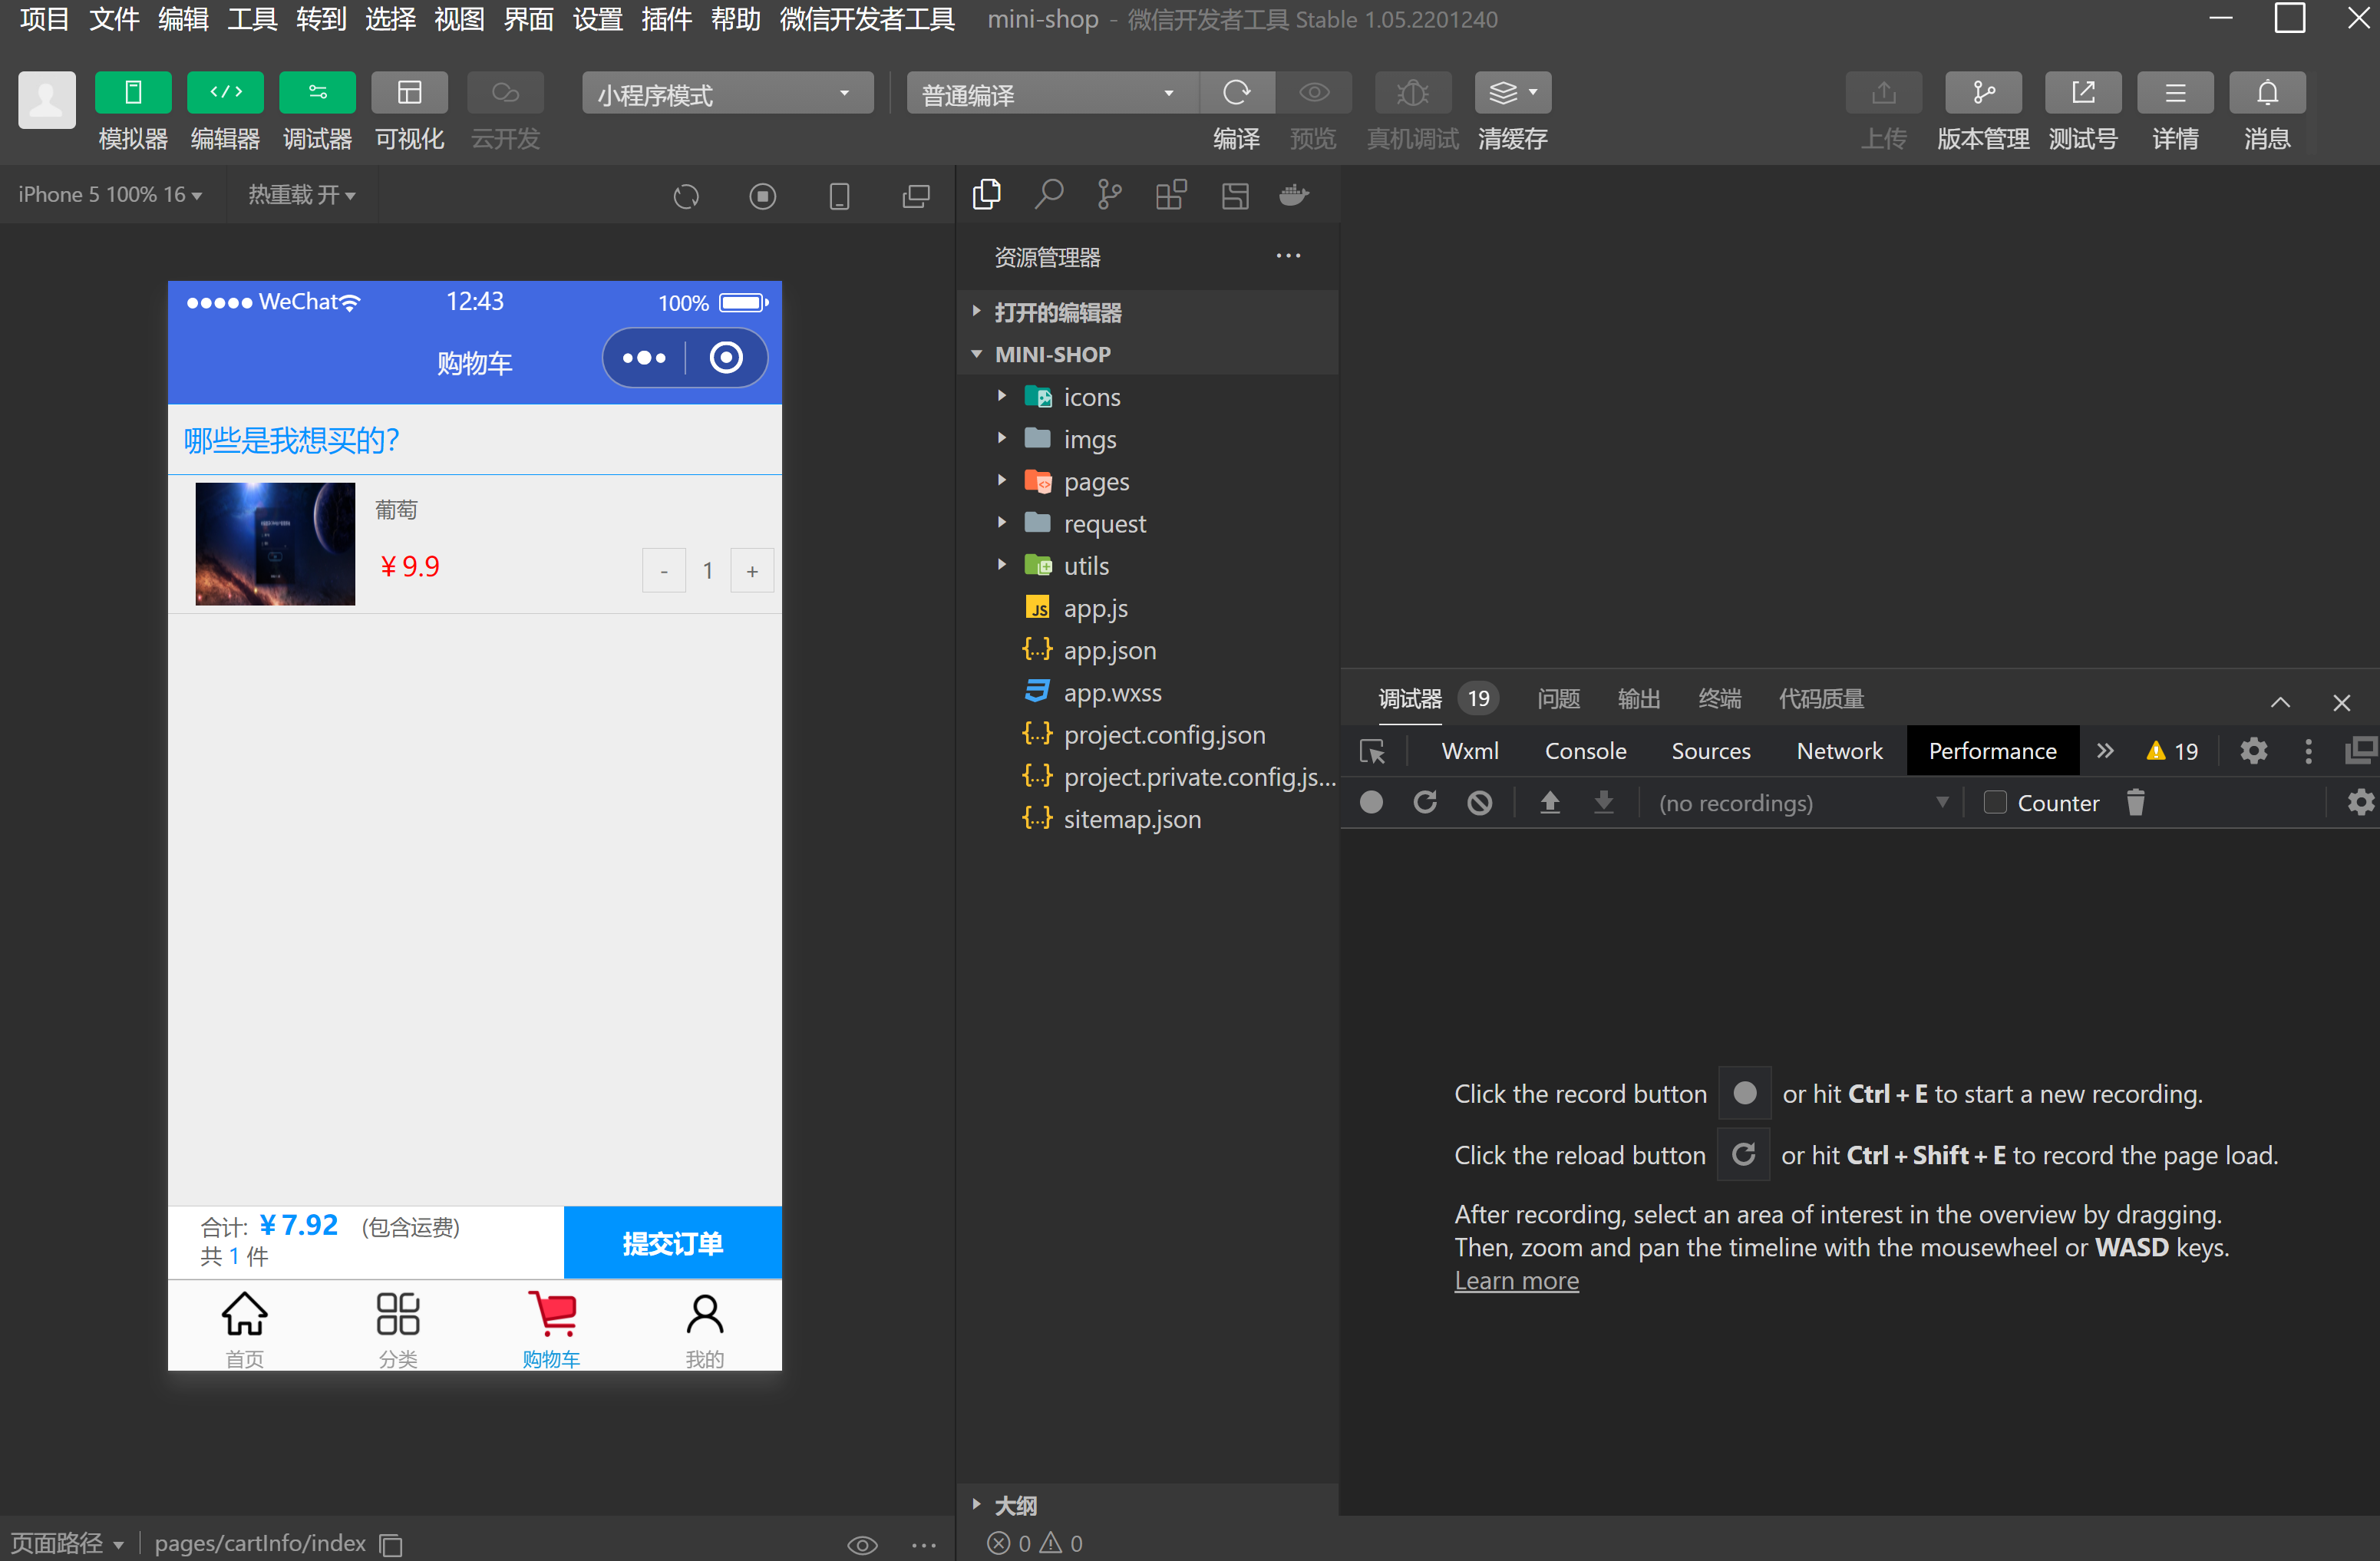 项目 文件 编辑 工具 转到 选择 视图 界面 设置 插件 帮助 微信开发者工具 mini-shop - 微信开发者工具 Stable 1.05.2201240
小程序模式 普通编译
模拟器 编辑器 调试器 可视化 云开发 编译 预览 真机调试 清缓存 上传 版本管理 测试号 详情 消息
iPhone 5 100% 16 热重载 开
WeChat 12:43 100%
购物车
哪些是我想买的?
葡萄
¥9.9
- 1 +
合计: ¥7.92 (包含运费)
共 1 件
提交订单
首页 分类 购物车 我的
页面路径 pages/cartInfo/index
资源管理器
打开的编辑器
MINI-SHOP
icons
imgs
pages
request
utils
JS app.js
{...} app.json
app.wxss
{...} project.config.json
{...} project.private.config.js...
{...} sitemap.json
大纲
0 0
调试器 19 问题 输出 终端 代码质量
Wxml Console Sources Network Performance 19
(no recordings) Counter
Click the record button or hit Ctrl + E to start a new recording.
Click the reload button or hit Ctrl + Shift + E to record the page load.
After recording, select an area of interest in the overview by dragging.
Then, zoom and pan the timeline with the mousewheel or WASD keys.
Learn more